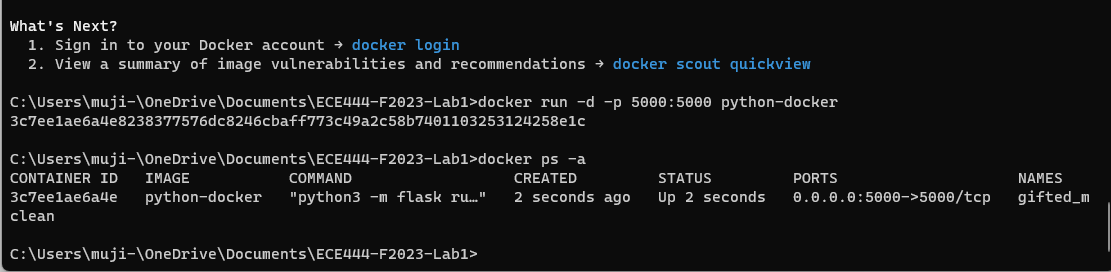 What's Next?
1. Sign in to your Docker account → docker login
2. View a summary of image vulnerabilities and recommendations → docker scout quickview
C:\Users\muji-\OneDrive\Documents\ECE444-F2023-Lab1>docker run -d -p 5000:5000 python-docker
3c7ee1ae6a4e8238377576dc8246cbaff773c49a2c58b7401103253124258e1c
C:\Users\muji-\OneDrive\Documents\ECE444-F2023-Lab1>docker ps -a
CONTAINER ID   IMAGE           COMMAND                  CREATED         STATUS         PORTS                    NAMES
3c7ee1ae6a4e   python-docker   "python3 -m flask ru…"   2 seconds ago   Up 2 seconds   0.0.0.0:5000->5000/tcp   gifted_m
clean
C:\Users\muji-\OneDrive\Documents\ECE444-F2023-Lab1>